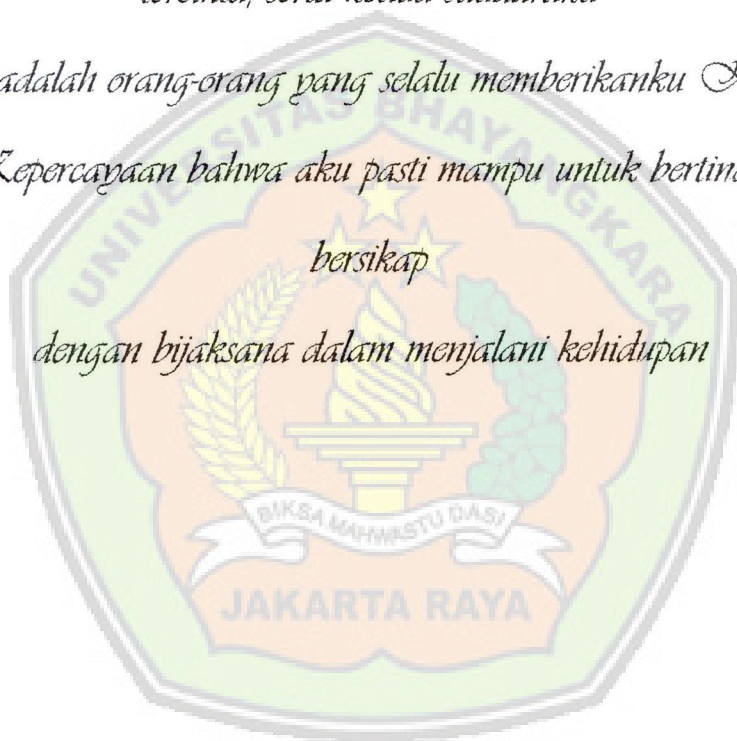 adalah orang-orang yang selalu memberikanku
Kepercayaan bahwa aku pasti mampu untuk
bersikap
dengan bijaksana dalam menjalani kehidupan
UNIVERSITAS BHAYANGKARA
BIKSA MAHWASTU DASI
JAKARTA RAYA